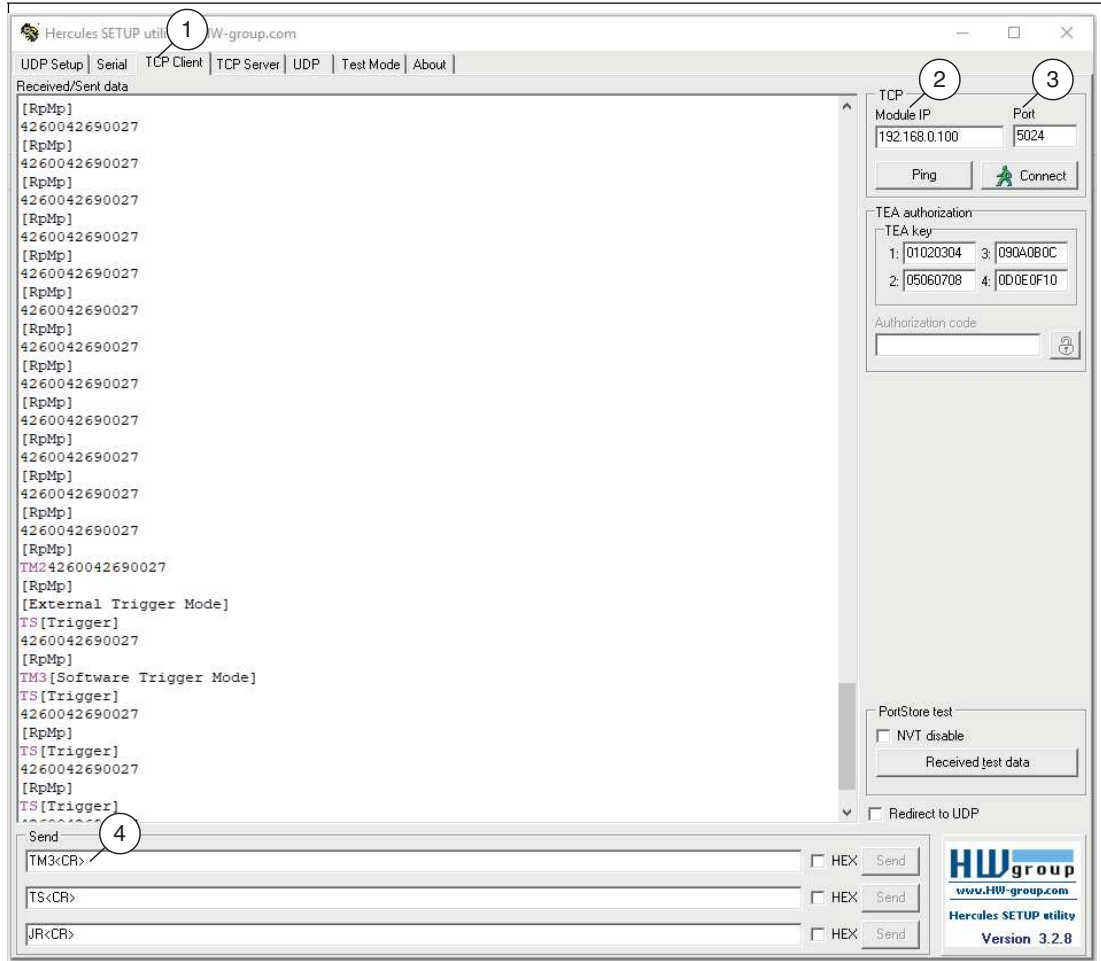 Hercules SETUP W-group.com
1
UDP Setup Serial TCP Client TCP Server UDP Test Mode About
Received/Sent data
[RpMp]
4260042690027
[RpMp]
4260042690027
[RpMp]
4260042690027
[RpMp]
4260042690027
[RpMp]
4260042690027
[RpMp]
4260042690027
[RpMp]
4260042690027
[RpMp]
4260042690027
[RpMp]
4260042690027
[RpMp]
4260042690027
[RpMp]
4260042690027
[RpMp]
4260042690027
[RpMp]
TM24260042690027
[RpMp]
[External Trigger Mode]
TS[Trigger]
4260042690027
[RpMp]
TM3[Software Trigger Mode]
TS[Trigger]
4260042690027
[RpMp]
TS[Trigger]
4260042690027
[RpMp]
TS[Trigger]
2
3
TCP
Module IP Port
192.168.0.100 5024
Ping Connect
TEA authorization
TEA key
1: 01020304 3: 090A0B0C
2: 05060708 4: 0D0E0F10
Authorization code
PortStore test
NVT disable
Received test data
Redirect to UDP
Send
4
TM3<CR> HEX Send
TS<CR> HEX Send
JR<CR> HEX Send
HWgroup
www.HW-group.com
Hercules SETUP utility
Version 3.2.8